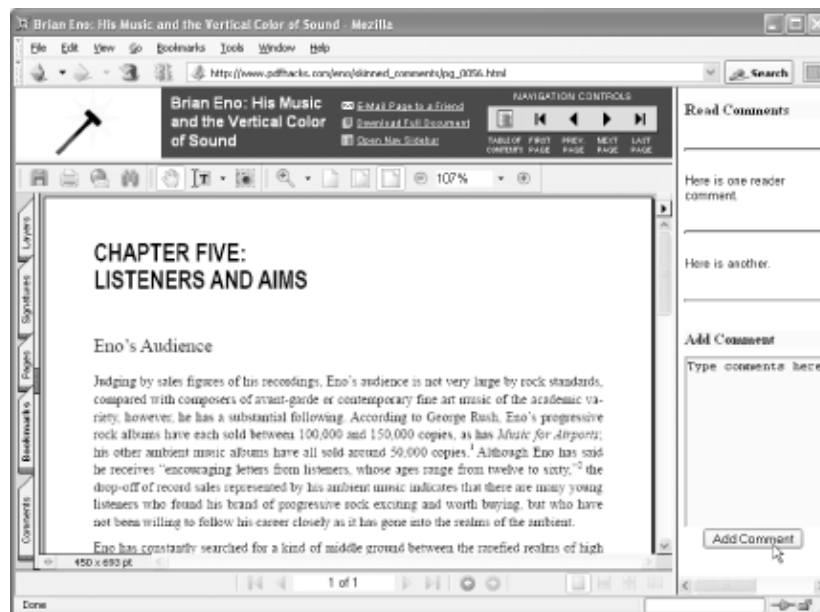 Brian Eno: His Music and the Vertical Color of Sound - Mozilla
File Edit View Go Bookmarks Tools Window Help
http://www.pdfhacks.com/eno/skinned_comments/pg_0056.html
Search
Brian Eno: His Music
and the Vertical Color
of Sound
E-Mail Page to a Friend
Download Full Document
Open Nav Sidebar
NAVIGATION CONTROLS
TABLE OF CONTENTS
FIRST PAGE
PREV. PAGE
NEXT PAGE
LAST PAGE
107%
Layers
Signatures
Pages
Bookmarks
Comments
CHAPTER FIVE:
LISTENERS AND AIMS
Eno's Audience
Judging by sales figures of his recordings, Eno's audience is not very large by rock standards,
compared with composers of avant-garde or contemporary fine art music of the academic va-
riety, however, he has a substantial following. According to George Rush, Eno's progressive
rock albums have each sold between 100,000 and 150,000 copies, as has Music for Airports;
his other ambient music albums have all sold around 50,000 copies.1 Although Eno has said
he receives "encouraging letters from listeners, whose ages range from twelve to sixty,"2 the
drop-off of record sales represented by his ambient music indicates that there are many young
listeners who found his brand of progressive rock exciting and worth buying, but who have
not been willing to follow his career closely as it has gone into the realms of the ambient.
Eno has constantly searched for a kind of middle ground between the rarefied realms of high
450 x 693 pt
1 of 1
Done
Read Comments
Here is one reader
comment.
Here is another.
Add Comment
Type comments here
Add Comment